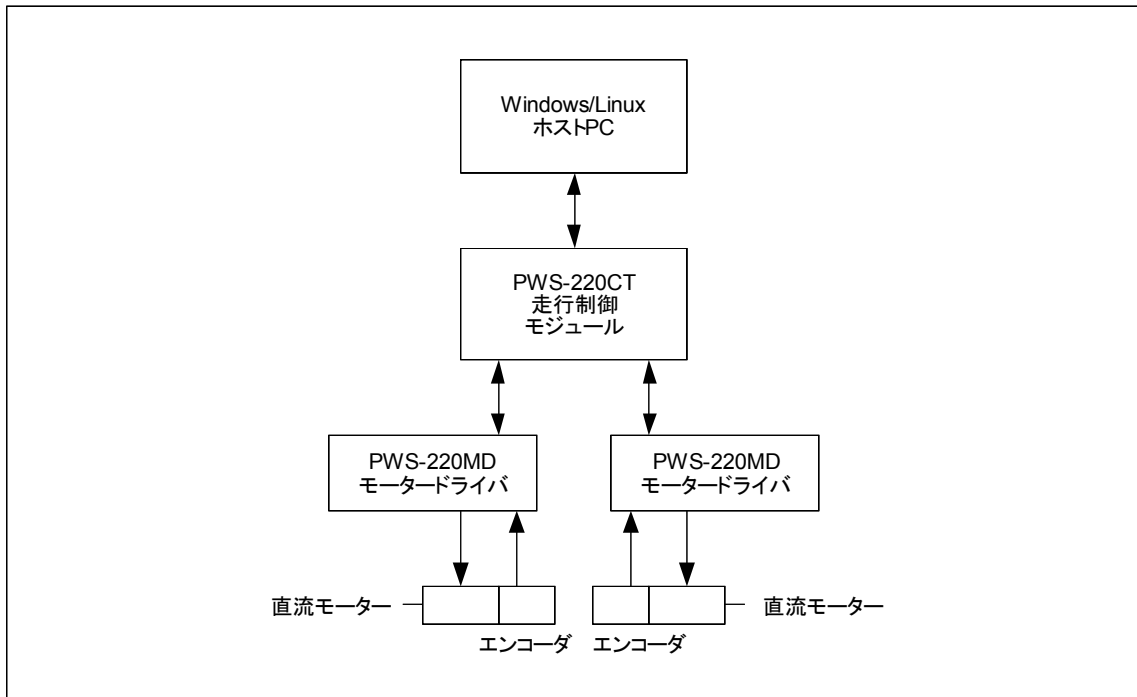 Windows/Linux
ホストPC
PWS-220CT
走行制御
モジュール
PWS-220MD
モータードライバ
PWS-220MD
モータードライバ
直流モーター
エンコーダ
エンコーダ
直流モーター